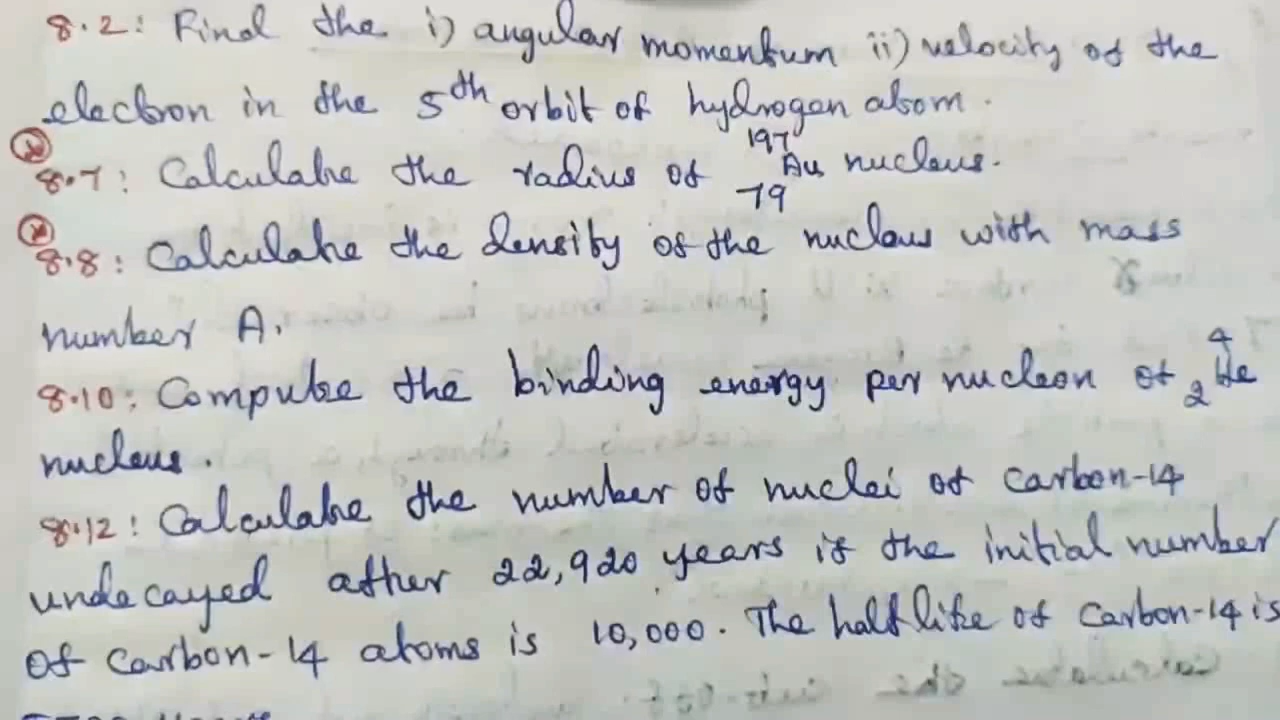 8.2: Find the i) angular momentum ii) velocity of the
electron in the 5th orbit of hydrogen atom.
8.7: Calculate the radius of 197 79 Au nucleus.
8.8: Calculate the density of the nucleus with mass
number A.
8.10: Compute the binding energy per nucleon of 4 2 He
nucleus.
8.12: Calculate the number of nuclei of carbon-14
undecayed after 22,920 years if the initial number
of carbon-14 atoms is 10,000. The half life of carbon-14 is